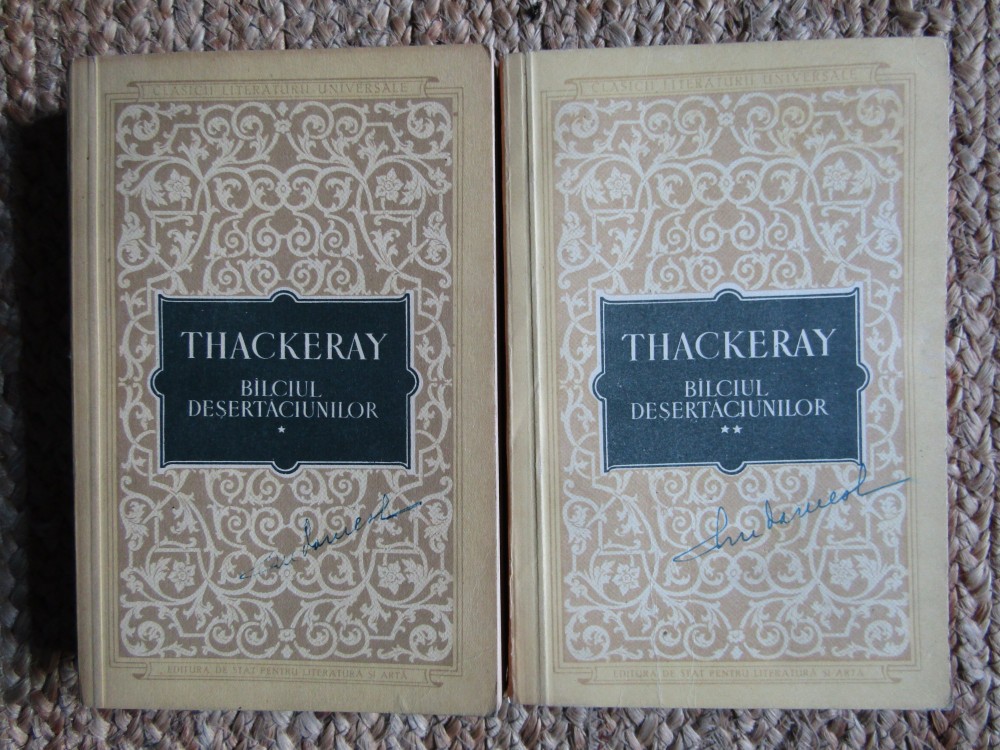 CLASICII LITERATURII UNIVERSALE
THACKERAY
BÎLCIUL
DEȘERTĂCIUNILOR
*
EDITURA DE STAT PENTRU LITERATURĂ ȘI ARTĂ
CLASICII LITERATURII UNIVERSALE
THACKERAY
BÎLCIUL
DEȘERTĂCIUNILOR
**
EDITURA DE STAT PENTRU LITERATURĂ ȘI ARTĂ